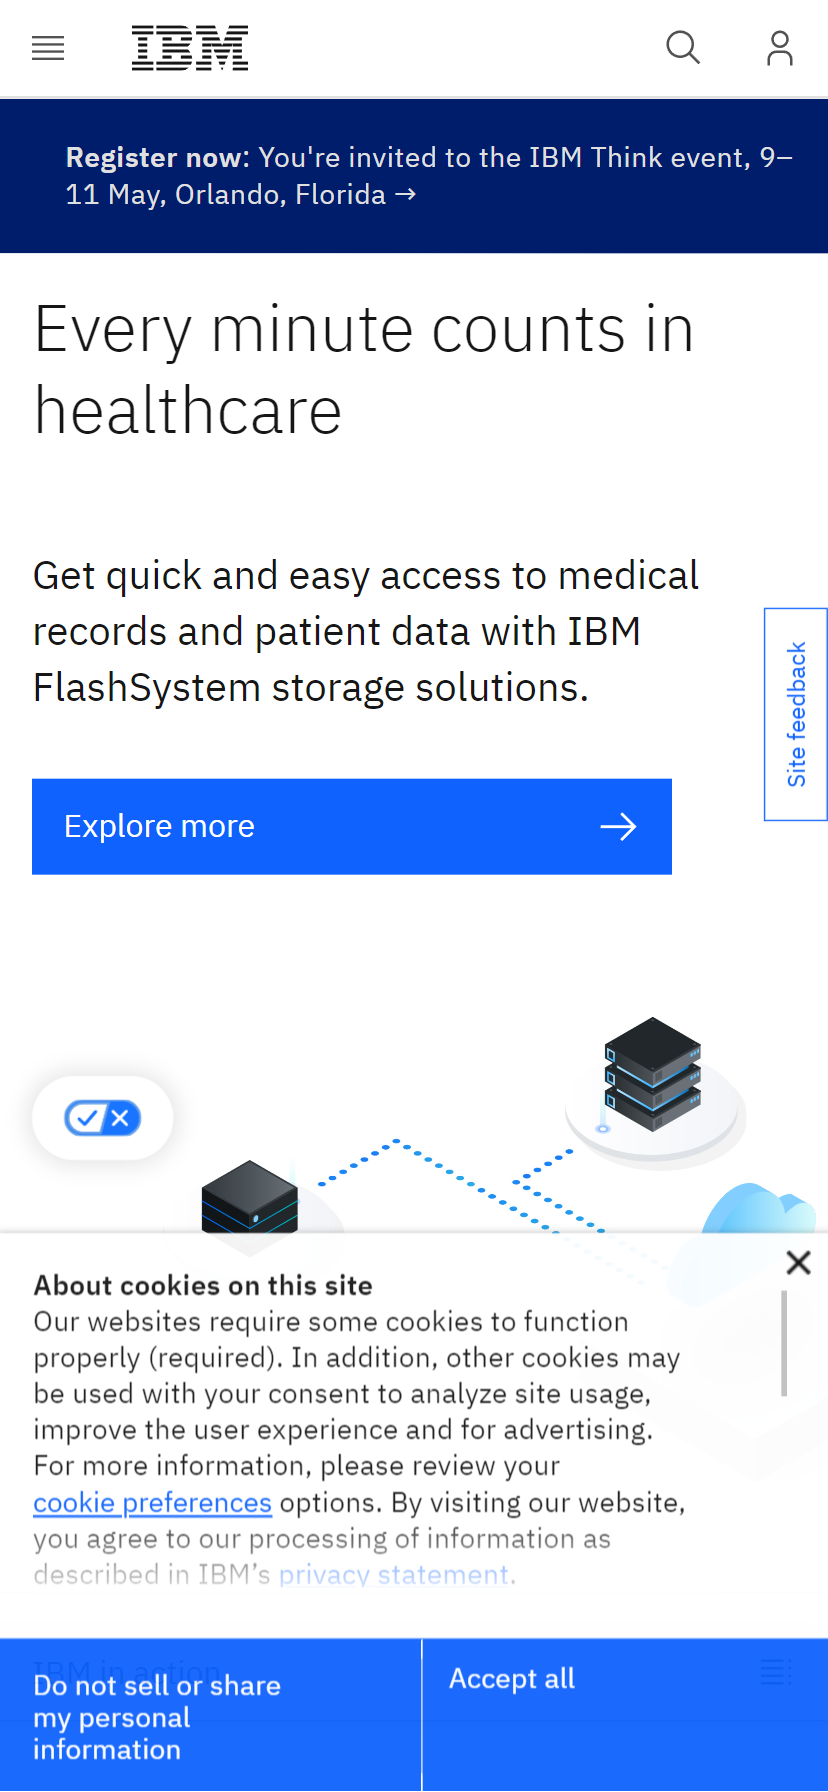 IBM
Register now: You're invited to the IBM Think event, 9–
11 May, Orlando, Florida →
Every minute counts in
healthcare
Get quick and easy access to medical
records and patient data with IBM
FlashSystem storage solutions.
Site feedback
Explore more
About cookies on this site
Our websites require some cookies to function
properly (required). In addition, other cookies may
be used with your consent to analyze site usage,
improve the user experience and for advertising.
For more information, please review your
cookie preferences options. By visiting our website,
you agree to our processing of information as
described in IBM’s privacy statement.
IBM in action
Do not sell or share
my personal
information
Accept all